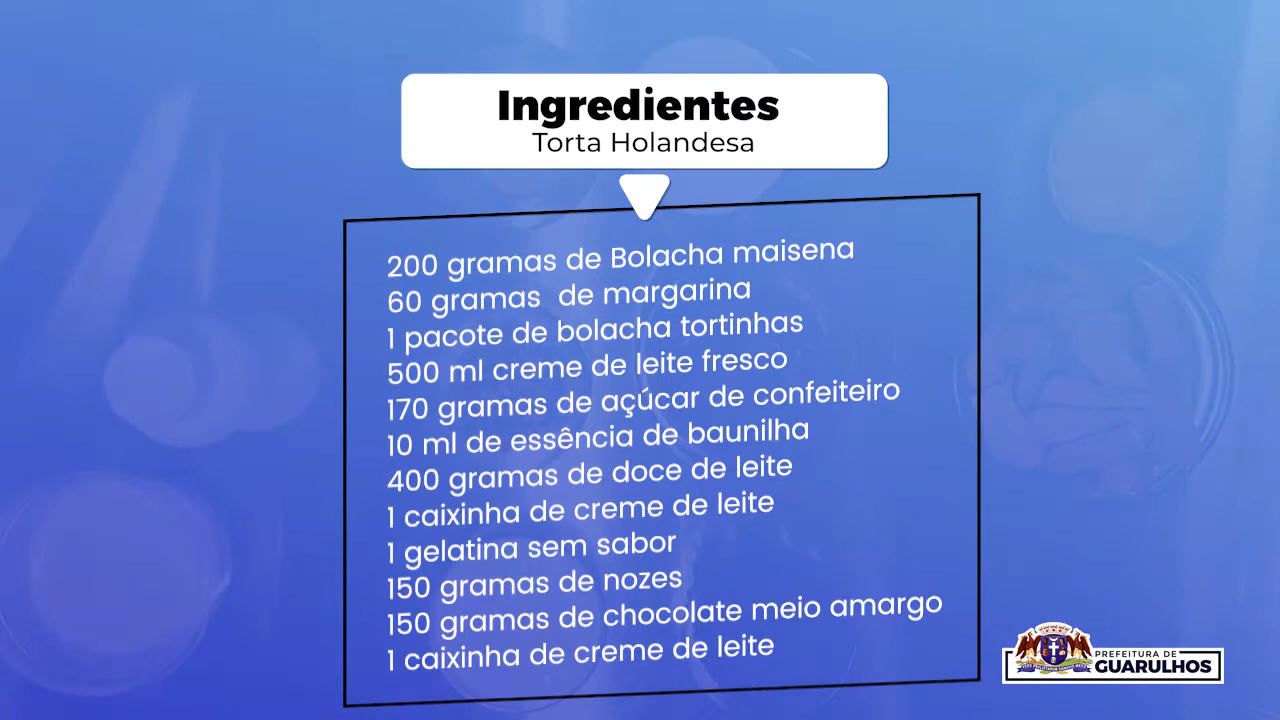 Ingredientes
Torta Holandesa
200 gramas de Bolacha maisena
60 gramas de margarina
1 pacote de bolacha tortinhas
500 ml creme de leite fresco
170 gramas de açúcar de confeiteiro
10 ml de essência de baunilha
400 gramas de doce de leite
1 caixinha de creme de leite
1 gelatina sem sabor
150 gramas de nozes
150 gramas de chocolate meio amargo
1 caixinha de creme de leite
PREFEITURA DE
GUARULHOS